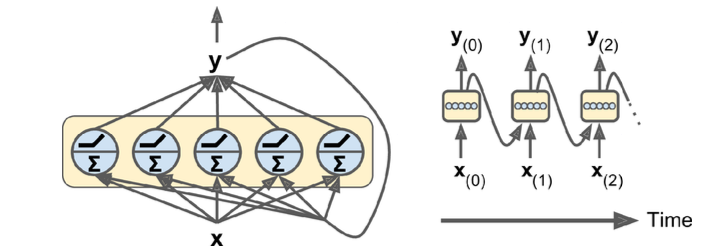 y
Σ Σ Σ Σ Σ
x
y(0) y(1) y(2)
x(0) x(1) x(2)
Time